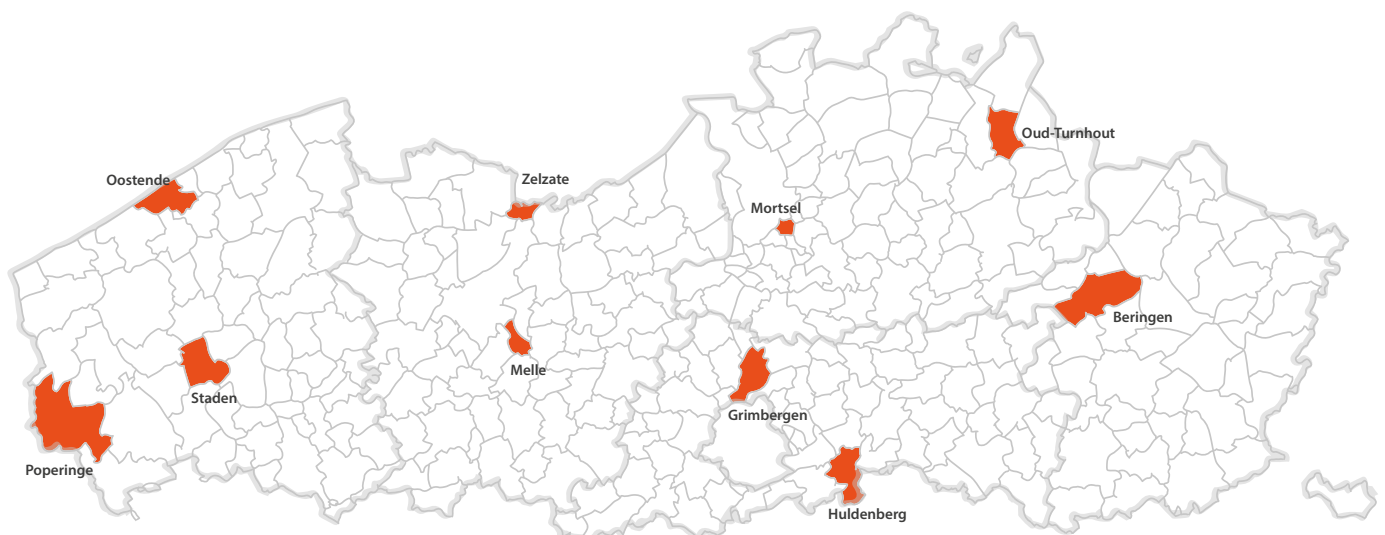 Oud-Turnhout
Oostende
Zelzate
Mortsel
Beringen
Melle
Staden
Grimbergen
Poperinge
Huldenberg